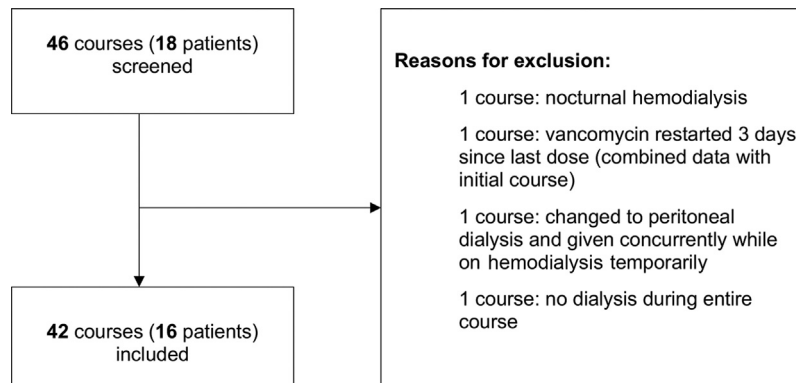 46 courses (18 patients)
screened
Reasons for exclusion:
1 course: nocturnal hemodialysis
1 course: vancomycin restarted 3 days
since last dose (combined data with
initial course)
1 course: changed to peritoneal
dialysis and given concurrently while
on hemodialysis temporarily
1 course: no dialysis during entire
course
42 courses (16 patients)
included